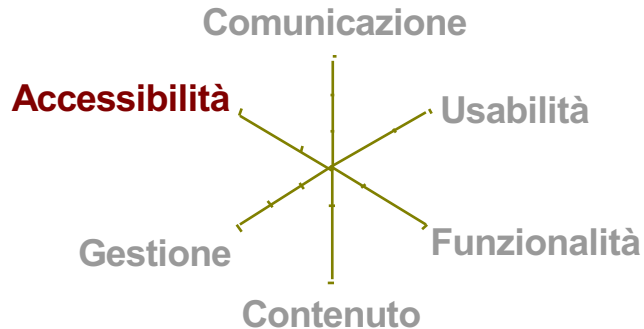 Comunicazione
Accessibilità
Usabilità
Gestione
Funzionalità
Contenuto